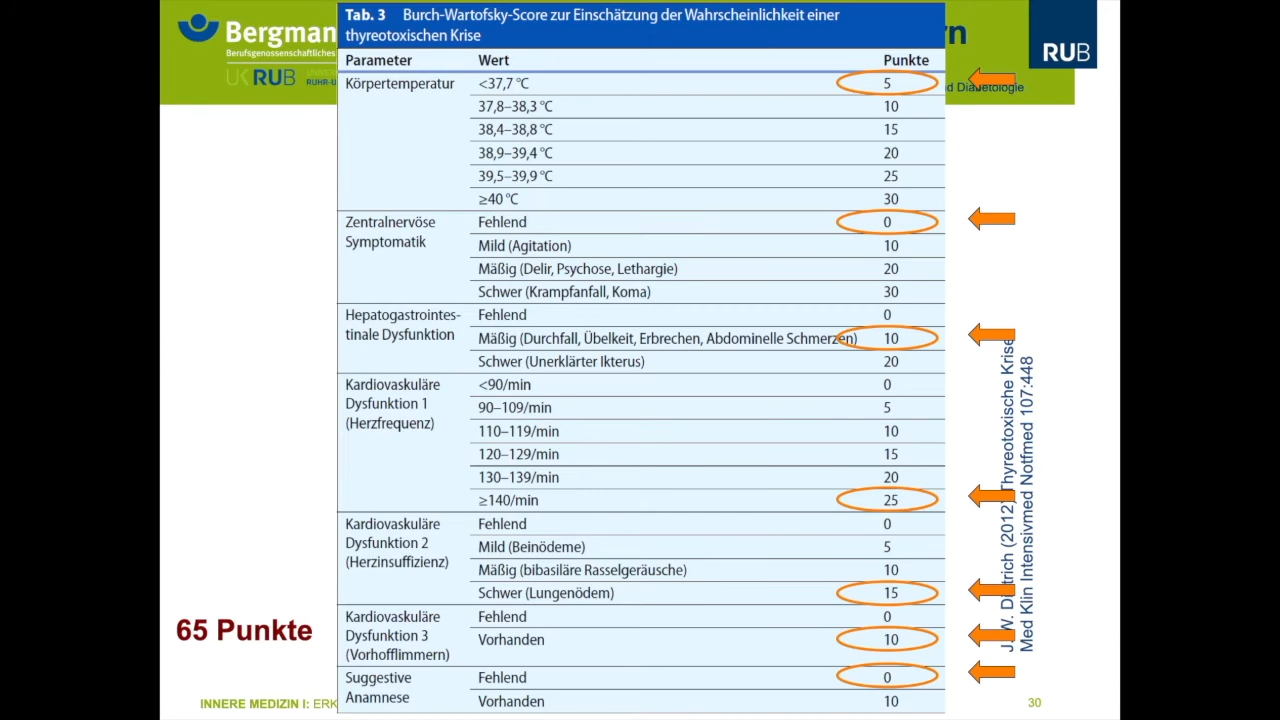 Bergman
Berufsgenossenschaftliches
UK RUB
RUHR-U
rn
RUB
nd Diabetologie
Tab. 3 Burch-Wartofsky-Score zur Einschätzung der Wahrscheinlichkeit einer
thyreotoxischen Krise
Parameter Wert Punkte
Körpertemperatur <37,7 °C 5
37,8–38,3 °C 10
38,4–38,8 °C 15
38,9–39,4 °C 20
39,5–39,9 °C 25
≥40 °C 30
Zentralnervöse Fehlend 0
Symptomatik Mild (Agitation) 10
Mäßig (Delir, Psychose, Lethargie) 20
Schwer (Krampfanfall, Koma) 30
Hepatogastrointes- Fehlend 0
tinale Dysfunktion Mäßig (Durchfall, Übelkeit, Erbrechen, Abdominelle Schmerzen) 10
Schwer (Unerklärter Ikterus) 20
Kardiovaskuläre <90/min 0
Dysfunktion 1 90–109/min 5
(Herzfrequenz) 110–119/min 10
120–129/min 15
130–139/min 20
≥140/min 25
Kardiovaskuläre Fehlend 0
Dysfunktion 2 Mild (Beinödeme) 5
(Herzinsuffizienz) Mäßig (bibasiläre Rasselgeräusche) 10
Schwer (Lungenödem) 15
Kardiovaskuläre Fehlend 0
Dysfunktion 3 Vorhanden 10
(Vorhofflimmern)
Suggestive Fehlend 0
Anamnese Vorhanden 10
65 Punkte
J. W. Dietrich (2012) Thyreotoxische Krise
Med Klin Intensivmed Notfmed 107:448
INNERE MEDIZIN I: ERK
30